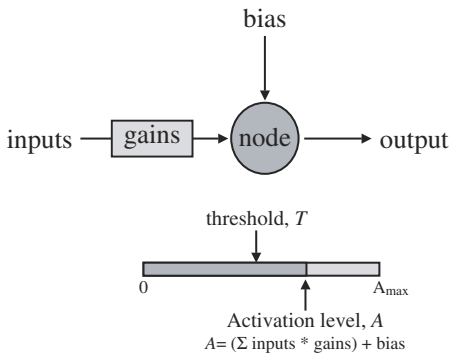 bias
inputs gains node output
threshold, T
0 Amax
Activation level, A
A= (Σ inputs * gains) + bias